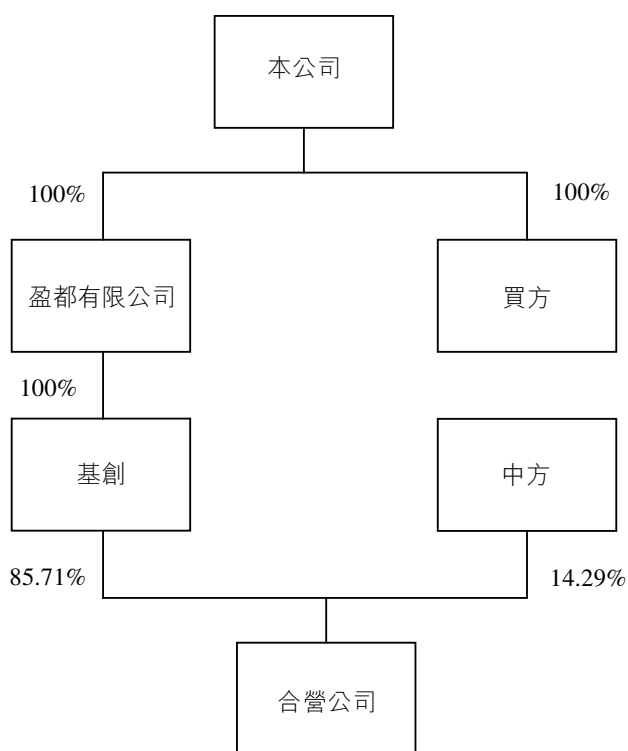 本公司
100%
100%
盈都有限公司
買方
100%
基創
中方
85.71%
14.29%
合營公司